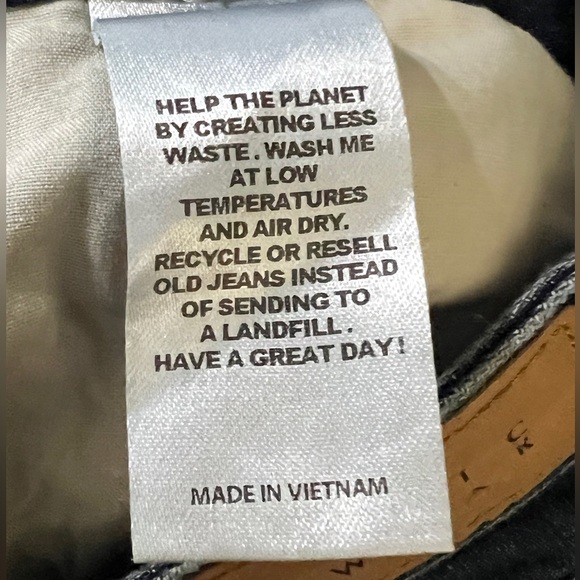 HELP THE PLANET
BY CREATING LESS
WASTE. WASH ME
AT LOW
TEMPERATURES
AND AIR DRY.
RECYCLE OR RESELL
OLD JEANS INSTEAD
OF SENDING TO
A LANDFILL.
HAVE A GREAT DAY!
MADE IN VIETNAM